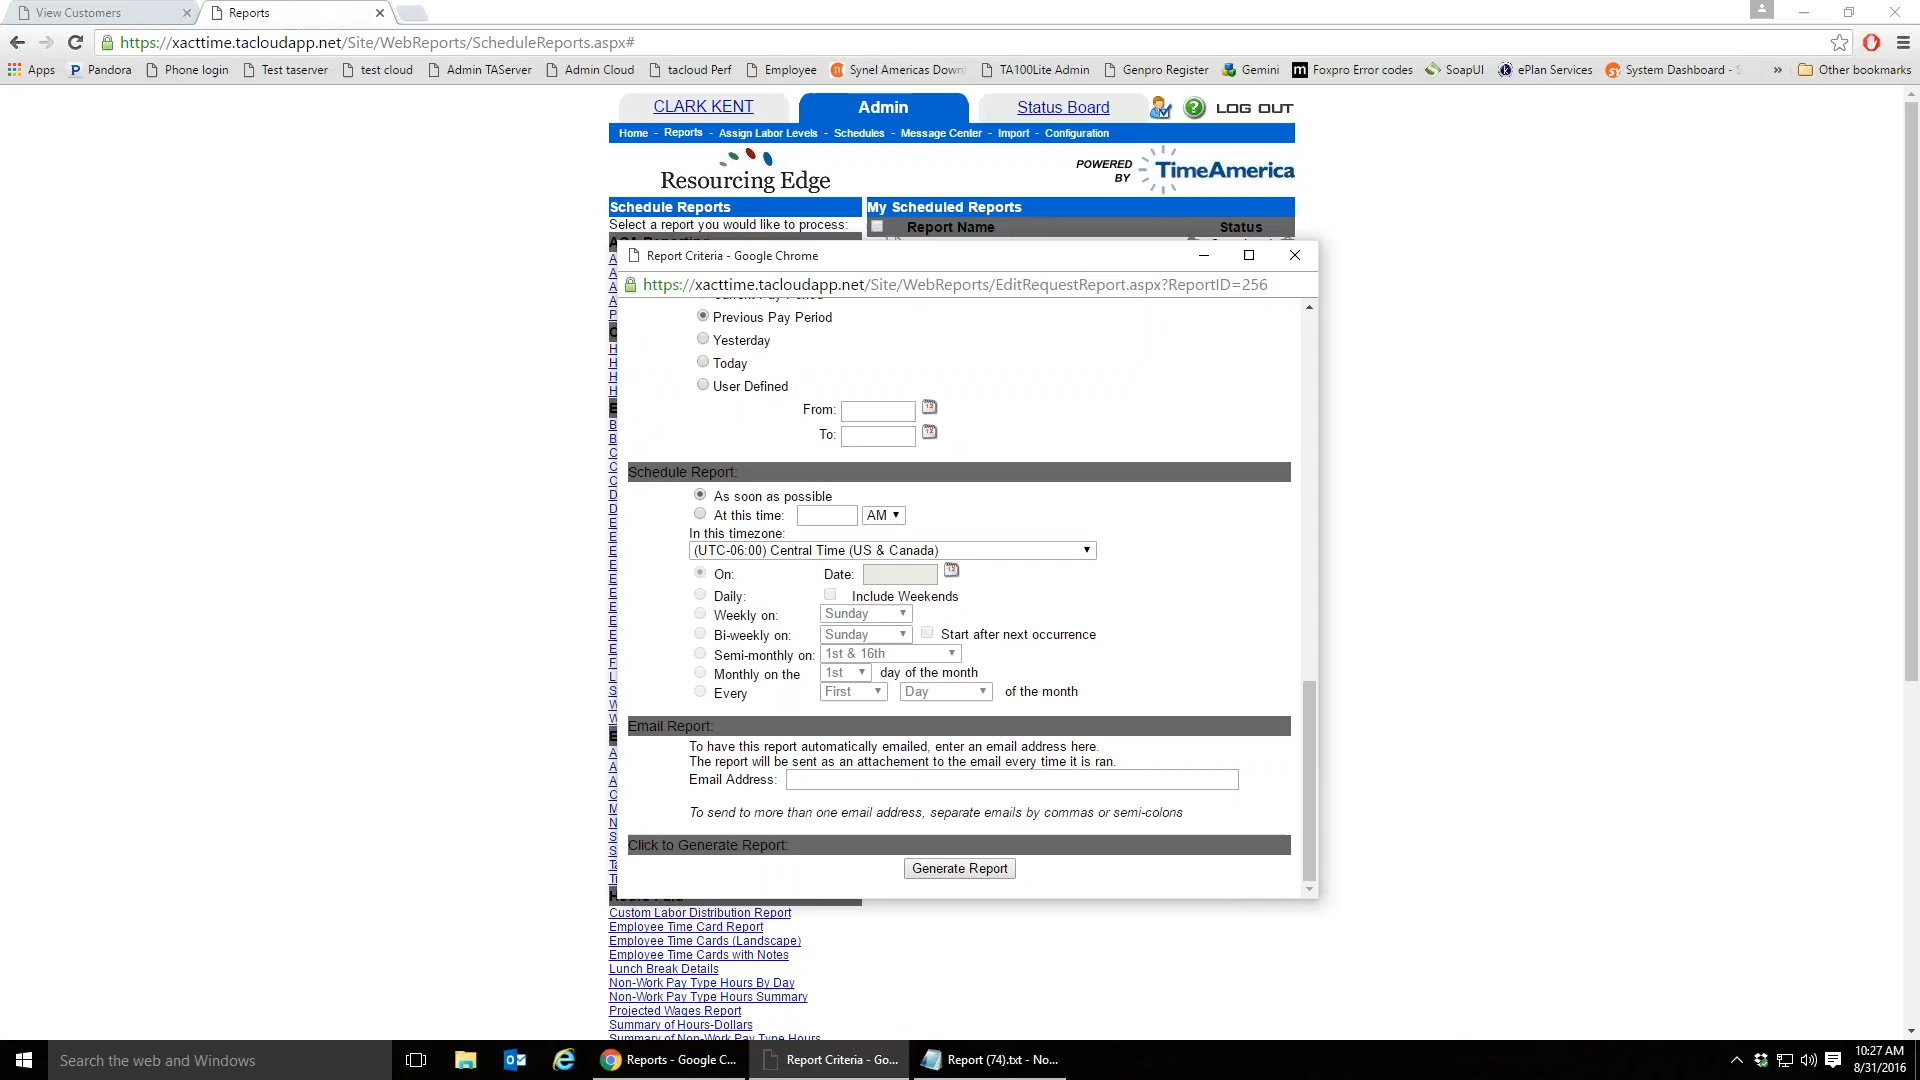 View Customers
Reports
https://xacttime.tacloudapp.net/Site/WebReports/ScheduleReports.aspx#
Apps Pandora Phone login Test taserver test cloud Admin TAServer Admin Cloud tacloud Perf Employee Synel Americas Down TA100Lite Admin Genpro Register Gemini Foxpro Error codes SoapUI ePlan Services System Dashboard - » Other bookmarks
CLARK KENT Admin Status Board LOG OUT
Home - Reports - Assign Labor Levels - Schedules - Message Center - Import - Configuration
Resourcing Edge
POWERED BY TimeAmerica
Schedule Reports
My Scheduled Reports
Select a report you would like to process:
Report Name Status
Report Criteria - Google Chrome
https://xacttime.tacloudapp.net/Site/WebReports/EditRequestReport.aspx?ReportID=256
Previous Pay Period
Yesterday
Today
User Defined
From:
To:
Schedule Report:
As soon as possible
At this time: AM
In this timezone:
(UTC-06:00) Central Time (US & Canada)
On: Date:
Daily: Include Weekends
Weekly on: Sunday
Bi-weekly on: Sunday Start after next occurrence
Semi-monthly on: 1st & 16th
Monthly on the 1st day of the month
Every First Day of the month
Email Report:
To have this report automatically emailed, enter an email address here.
The report will be sent as an attachement to the email every time it is ran.
Email Address:
To send to more than one email address, separate emails by commas or semi-colons
Click to Generate Report:
Generate Report
Custom Labor Distribution Report
Employee Time Card Report
Employee Time Cards (Landscape)
Employee Time Cards with Notes
Lunch Break Details
Non-Work Pay Type Hours By Day
Non-Work Pay Type Hours Summary
Projected Wages Report
Summary of Hours-Dollars
Summary of Non-Work Pay Type Hours
Search the web and Windows
Reports - Google C...
Report Criteria - Go...
Report (74).txt - No...
10:27 AM
8/31/2016